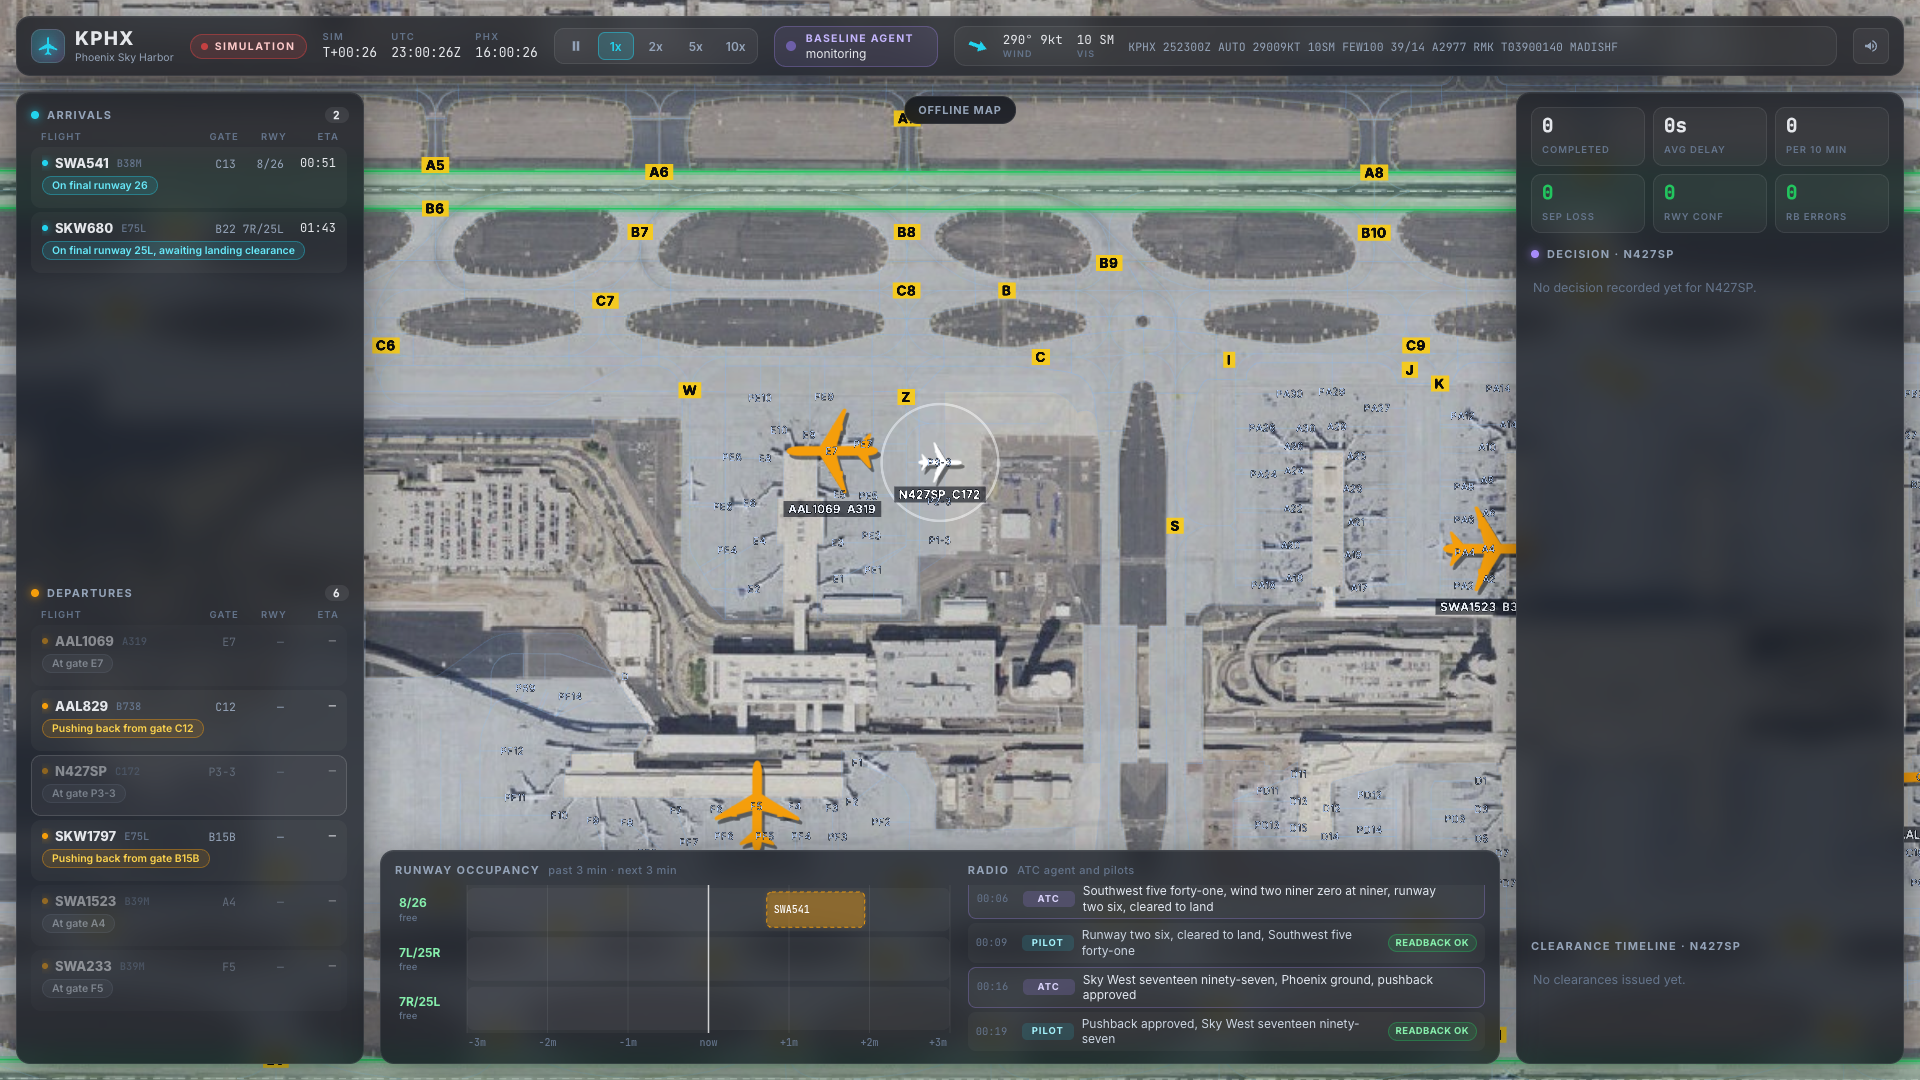 KPHX
Phoenix Sky Harbor
SIMULATION
SIM
T+00:26
UTC
23:00:26Z
PHX
16:00:26
1x
2x
5x
10x
BASELINE AGENT
monitoring
290° 9kt
WIND
10 SM
VIS
KPHX 252300Z AUTO 29009KT 10SM FEW100 39/14 A2977 RMK T03900140 MADISHF
OFFLINE MAP
ARRIVALS
2
FLIGHT GATE RWY ETA
SWA541 B38M C13 8/26 00:51
On final runway 26
SKW680 E75L B22 7R/25L 01:43
On final runway 25L, awaiting landing clearance
DEPARTURES
6
FLIGHT GATE RWY ETA
AAL1069 A319 E7 — —
At gate E7
AAL829 B738 C12 — —
Pushing back from gate C12
N427SP C172 P3-3 — —
At gate P3-3
SKW1797 E75L B15B — —
Pushing back from gate B15B
SWA1523 B39M A4 — —
At gate A4
SWA233 B39M F5 — —
At gate F5
A5
A6
A8
B6
B7
B8
B10
B9
C7
C8
B
C6
C
I
C9
J
K
W
Z
S
AAL1069 A319
N427SP C172
SWA1523 B3
P1-3
RUNWAY OCCUPANCY past 3 min · next 3 min
8/26
free
SWA541
7L/25R
free
7R/25L
free
-3m -2m -1m now +1m +2m +3m
RADIO ATC agent and pilots
00:06 ATC Southwest five forty-one, wind two niner zero at niner, runway
two six, cleared to land
00:09 PILOT Runway two six, cleared to land, Southwest five
forty-one
READBACK OK
00:16 ATC Sky West seventeen ninety-seven, Phoenix ground, pushback
approved
00:19 PILOT Pushback approved, Sky West seventeen ninety-
seven
READBACK OK
0
COMPLETED
0s
AVG DELAY
0
PER 10 MIN
0
SEP LOSS
0
RWY CONF
0
RB ERRORS
DECISION · N427SP
No decision recorded yet for N427SP.
CLEARANCE TIMELINE · N427SP
No clearances issued yet.